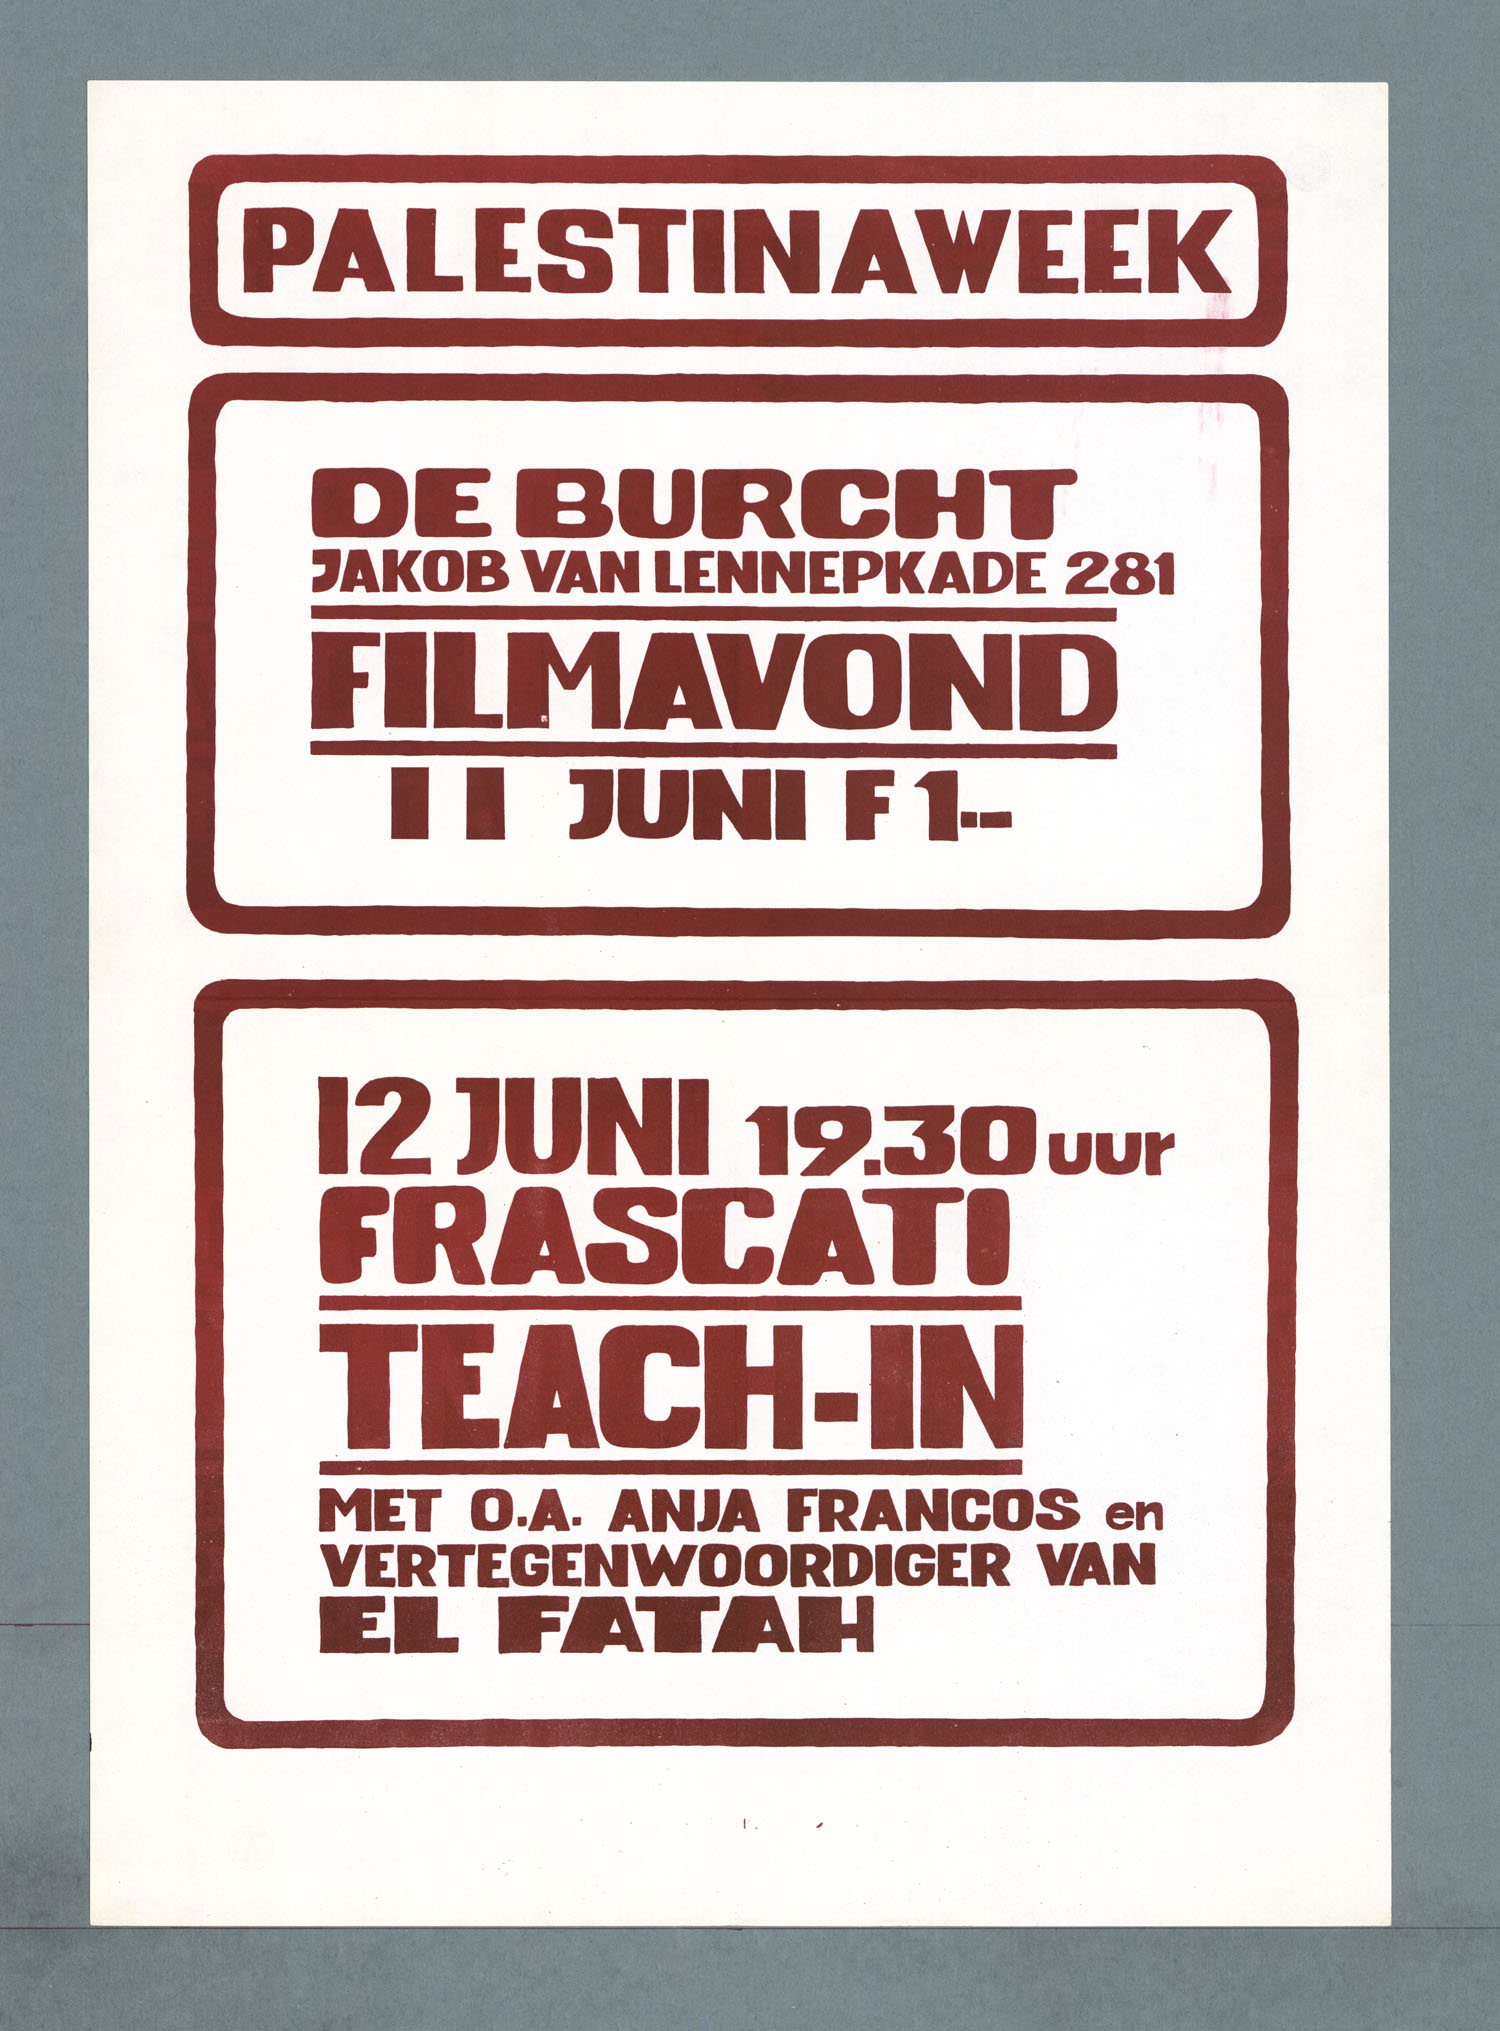 PALESTINAWEEK
DE BURCHT
JAKOB VAN LENNEPKADE 281
FILMAVOND
11 JUNI F 1.-
12 JUNI 19.30 uur
FRASCATI
TEACH-IN
MET O.A. ANJA FRANCOS en
VERTEGENWOORDIGER VAN
EL FATAH